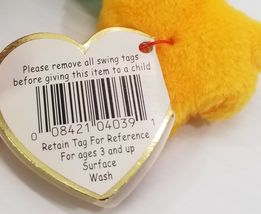 Please remove all swing tags
before giving this item to a child
0 08421 04039 1
Retain Tag For Reference
For ages 3 and up
Surface
Wash